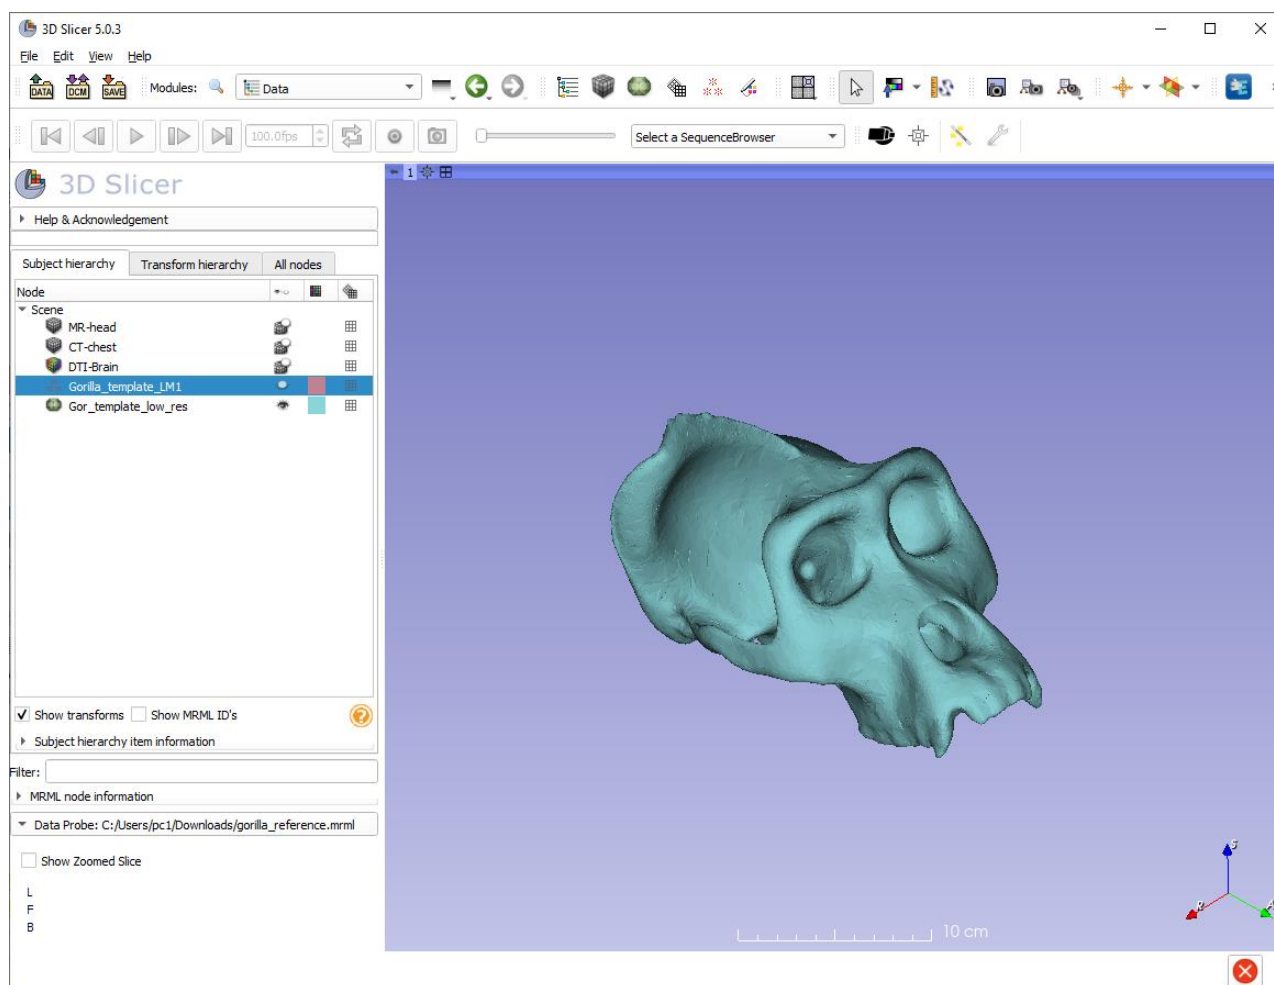 3D Slicer 5.0.3
File Edit View Help
DATA DCM SAVE Modules: Data
100.0fps Select a SequenceBrowser
1
3D Slicer
Help & Acknowledgement
Subject hierarchy Transform hierarchy All nodes
Node
Scene
MR-head
CT-chest
DTI-Brain
Gorilla_template_LM1
Gor_template_low_res
Show transforms Show MRML ID's
Subject hierarchy item information
Filter:
MRML node information
Data Probe: C:/Users/pc1/Downloads/gorilla_reference.mrml
Show Zoomed Slice
L
F
B
S
R
A
10 cm